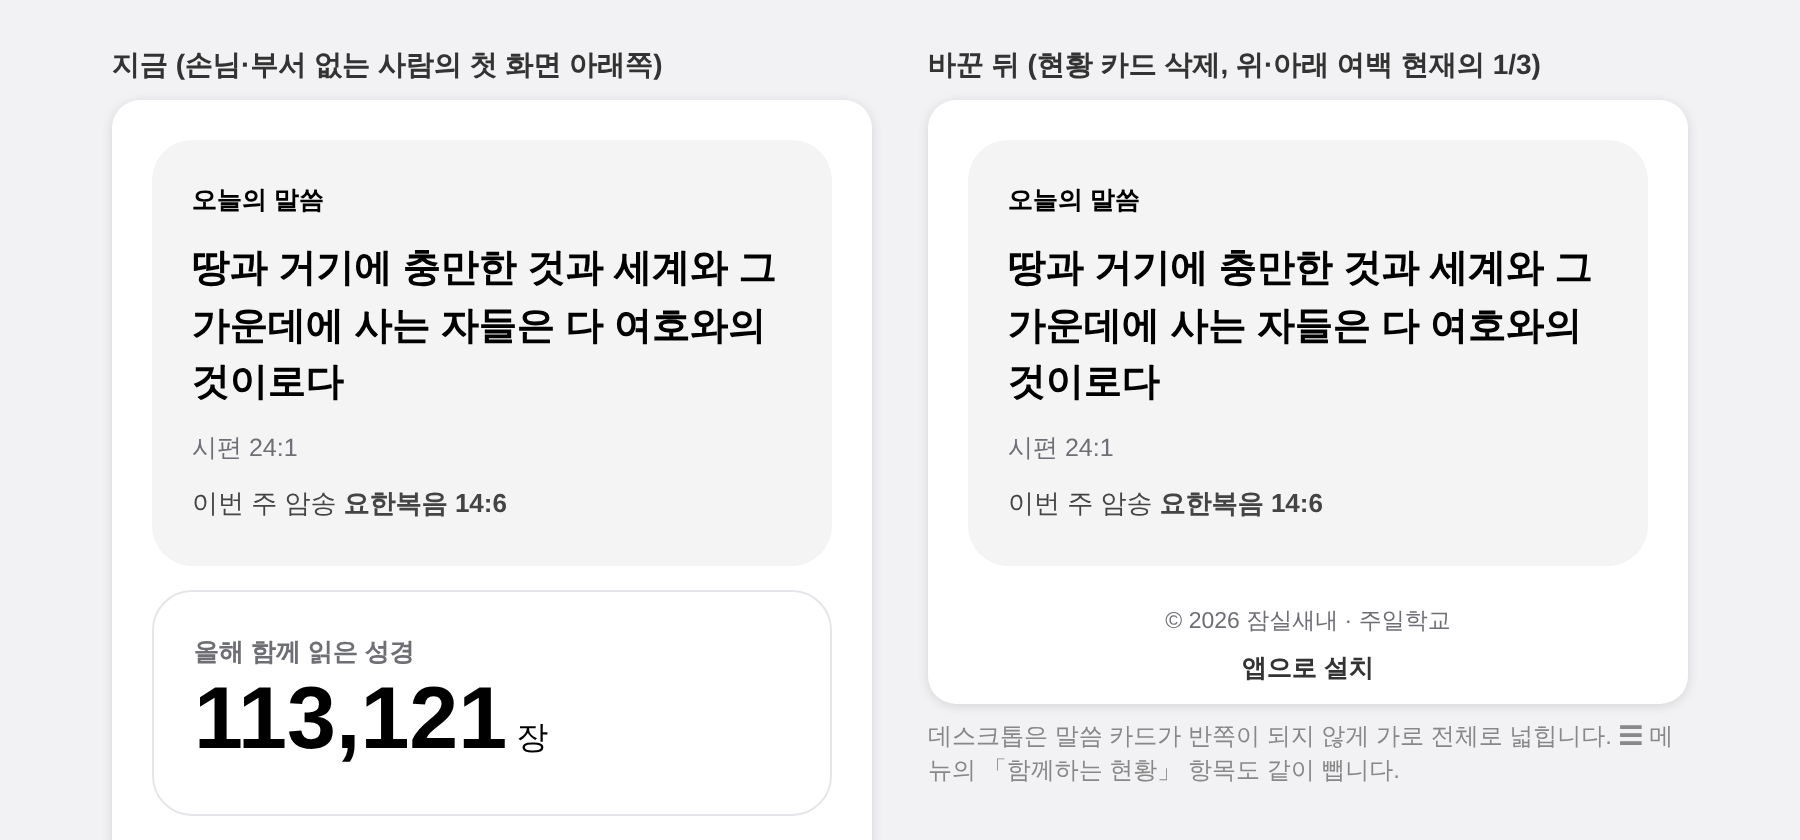 지금 (손님·부서 없는 사람의 첫 화면 아래쪽)
오늘의 말씀
땅과 거기에 충만한 것과 세계와 그
가운데에 사는 자들은 다 여호와의
것이로다
시편 24:1
이번 주 암송 요한복음 14:6
올해 함께 읽은 성경
113,121 장
바꾼 뒤 (현황 카드 삭제, 위·아래 여백 현재의 1/3)
오늘의 말씀
땅과 거기에 충만한 것과 세계와 그
가운데에 사는 자들은 다 여호와의
것이로다
시편 24:1
이번 주 암송 요한복음 14:6
© 2026 잠실새내 · 주일학교
앱으로 설치
데스크톱은 말씀 카드가 반쪽이 되지 않게 가로 전체로 넓힙니다. ☰ 메
뉴의 「함께하는 현황」 항목도 같이 뺍니다.